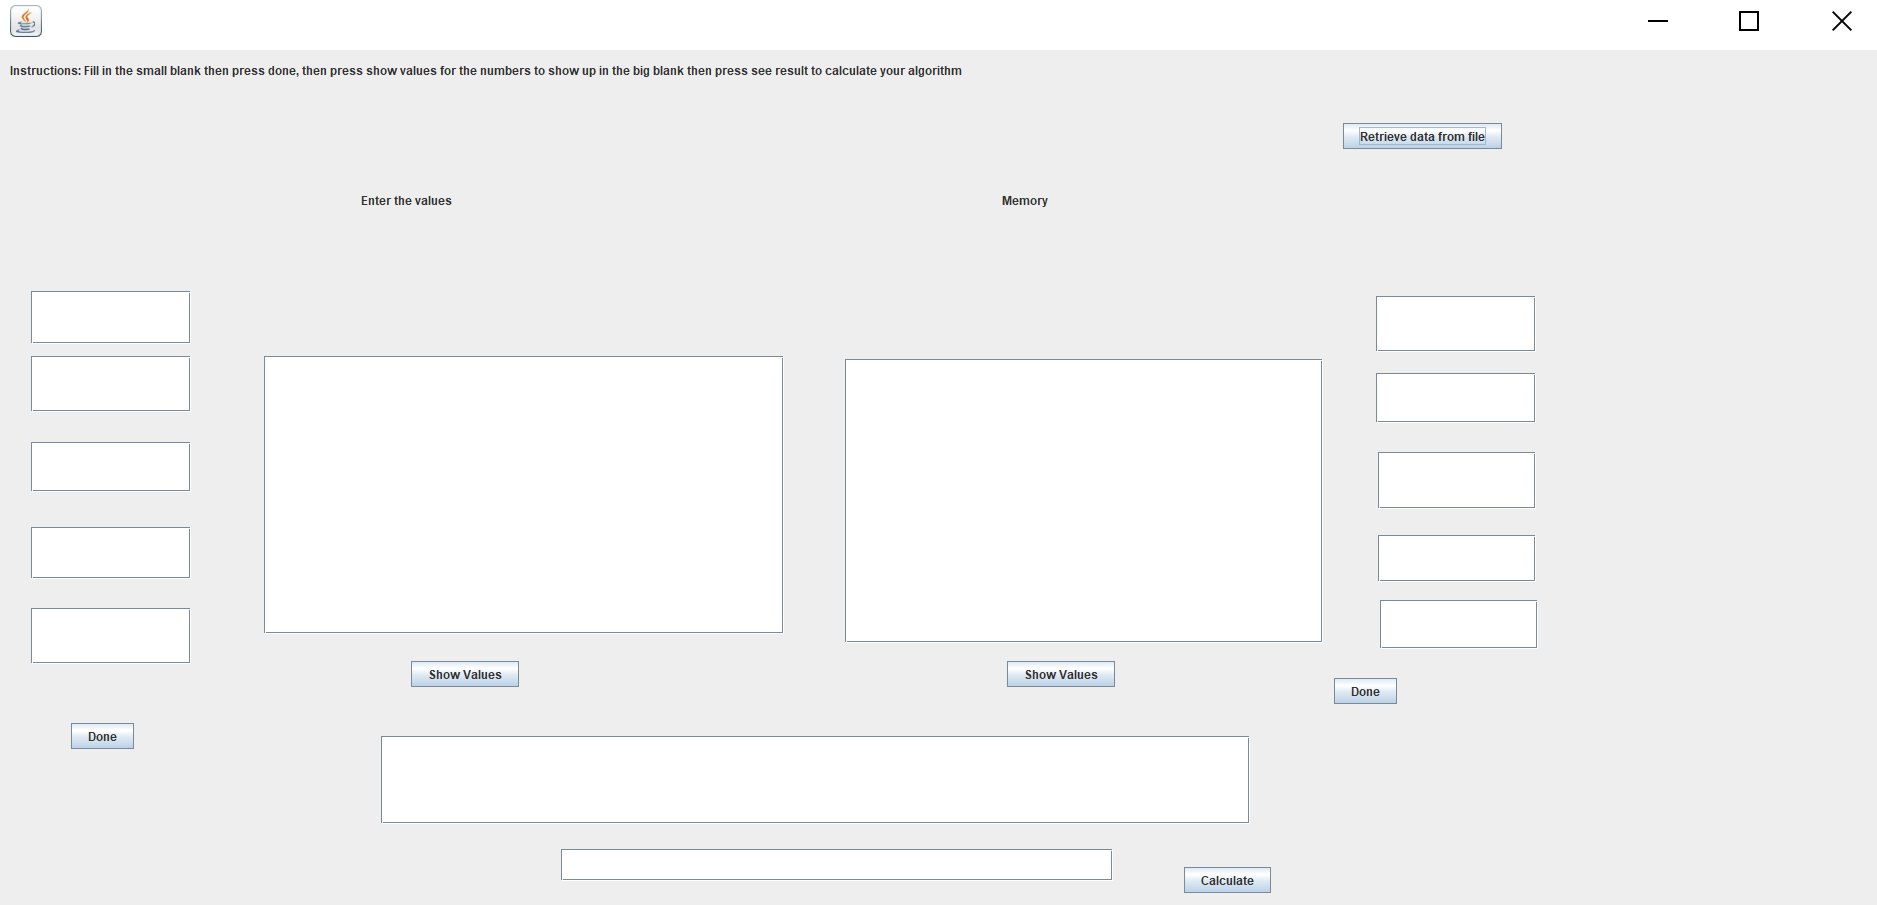 Instructions: Fill in the small blank then press done, then press show values for the numbers to show up in the big blank then press see result to calculate your algorithm
Retrieve data from file
Enter the values
Memory
Show Values
Show Values
Done
Done
Calculate